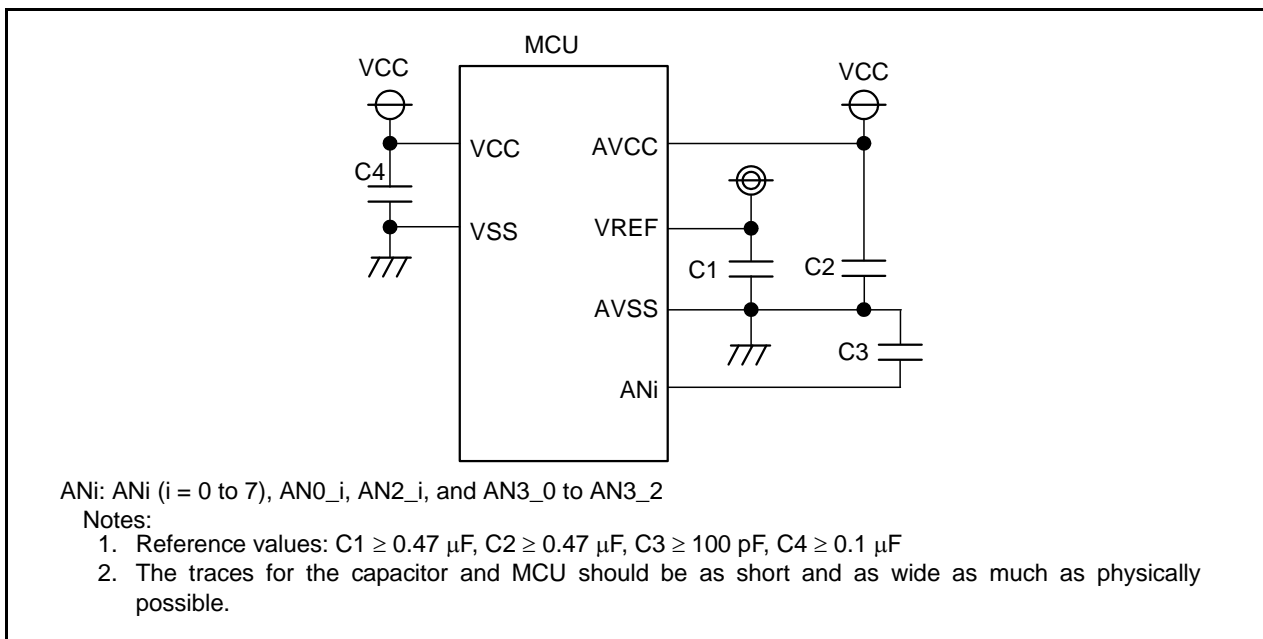 MCU
VCC
VCC
VCC
AVCC
C4
VSS
VREF
C1
C2
AVSS
C3
ANi
ANi: ANi (i = 0 to 7), AN0_i, AN2_i, and AN3_0 to AN3_2
Notes:
1. Reference values: C1 ≥ 0.47 μF, C2 ≥ 0.47 μF, C3 ≥ 100 pF, C4 ≥ 0.1 μF
2. The traces for the capacitor and MCU should be as short and as wide as much as physically
possible.